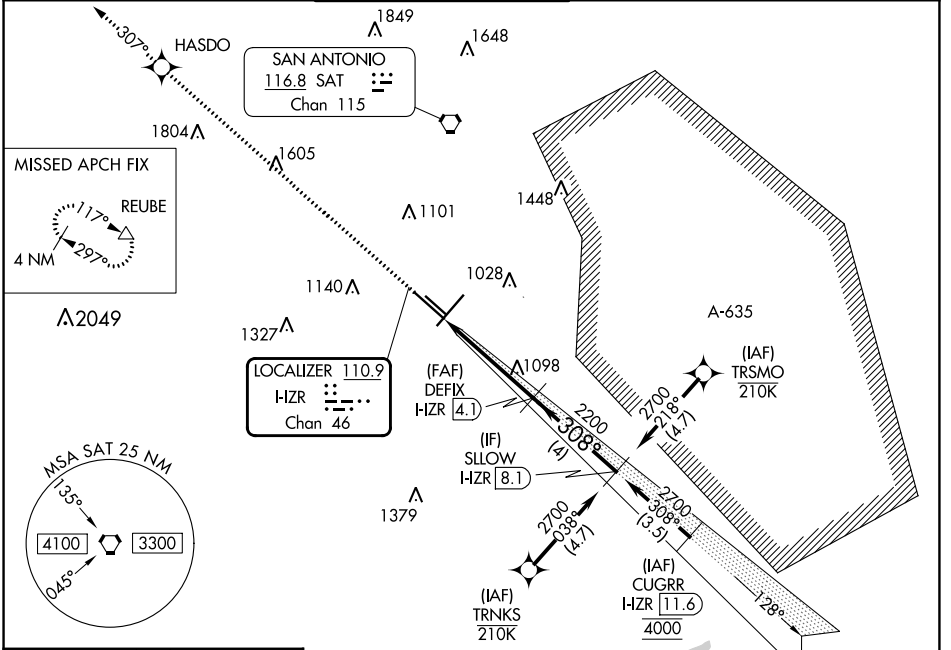 1849
1648
307°
HASDO
SAN ANTONIO
116.8 SAT
Chan 115
1804
1605
MISSED APCH FIX
117°
REUBE
297°
4 NM
1448
1101
1028
1140
2049
1327
A-635
LOCALIZER 110.9
I-IZR
Chan 46
(FAF)
DEFIX
I-IZR 4.1
1098
(IAF)
TRSMO
210K
2700
218°
(4.7)
2200
308°
(4)
(IF)
SLLOW
I-IZR 8.1
MSA SAT 25 NM
135°
4100
3300
045°
1379
2700
038°
(4.7)
2700
308°
(3.5)
(IAF)
TRNKS
210K
(IAF)
CUGRR
I-IZR 11.6
4000
128°